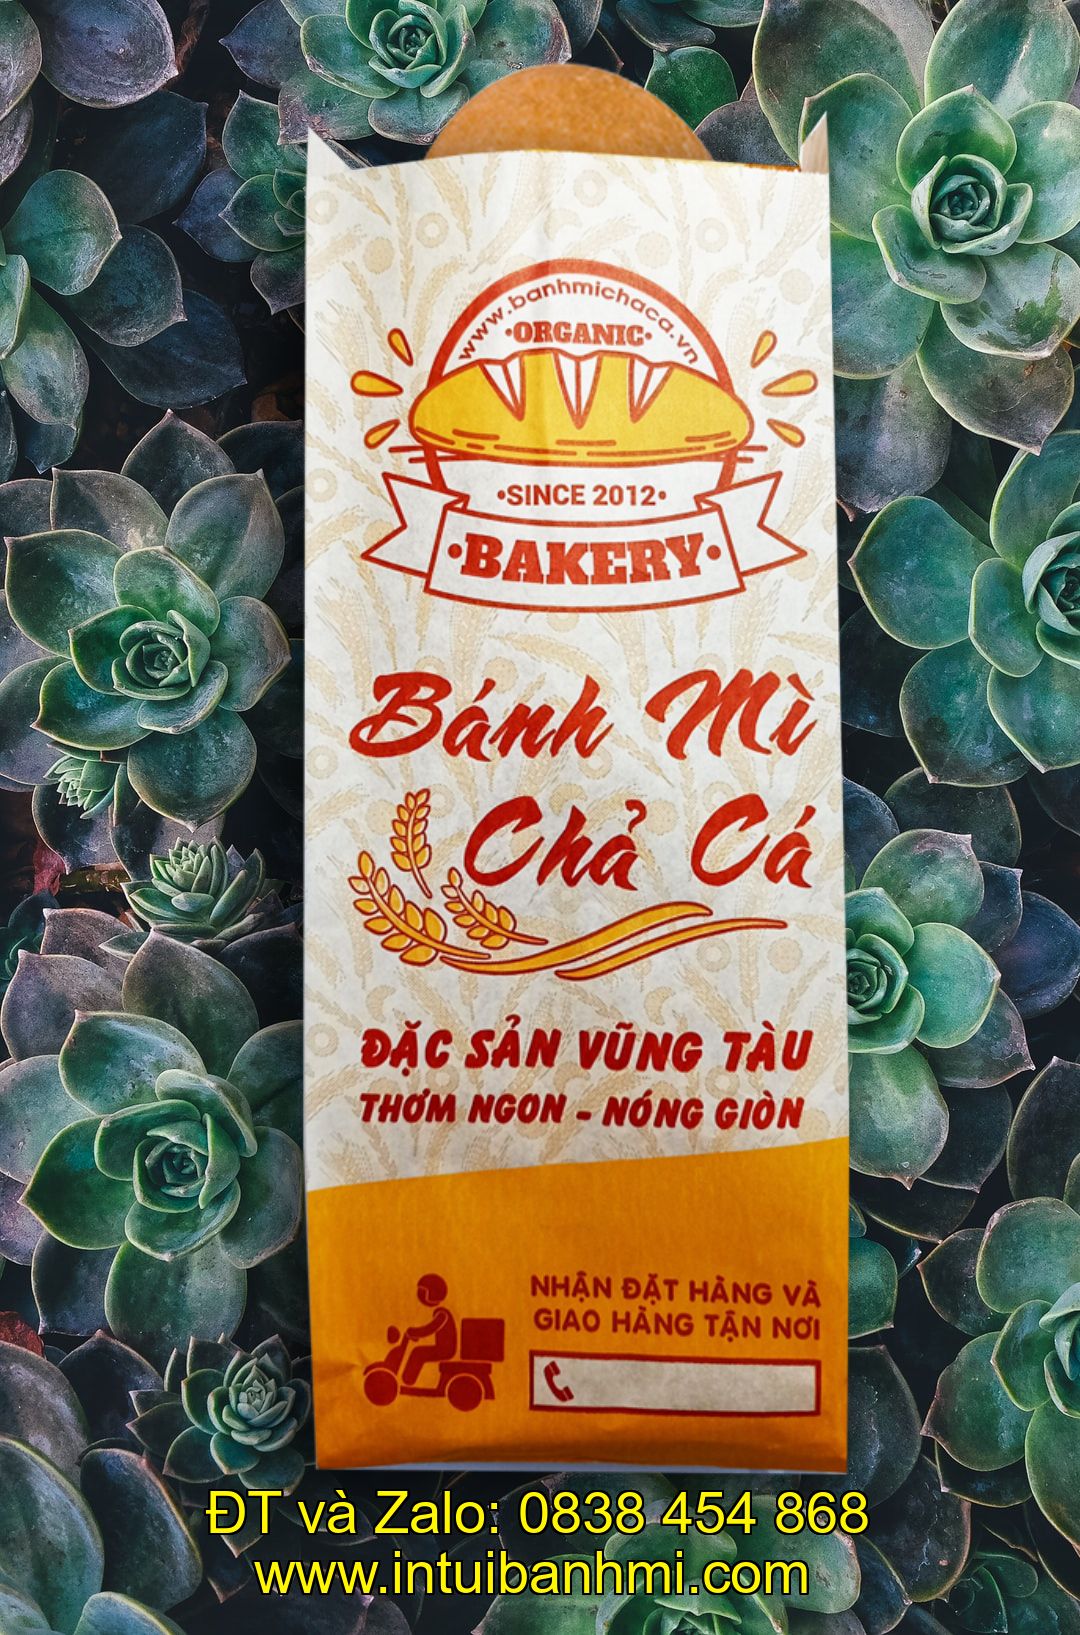 www.banhmichaca.vn
•ORGANIC•
•SINCE 2012•
•BAKERY•
Bánh Mì
Chả Cá
ĐẶC SẢN VŨNG TÀU
THƠM NGON - NÓNG GIÒN
NHẬN ĐẶT HÀNG VÀ
GIAO HÀNG TẬN NƠI
ĐT và Zalo: 0838 454 868
www.intuibanhmi.com